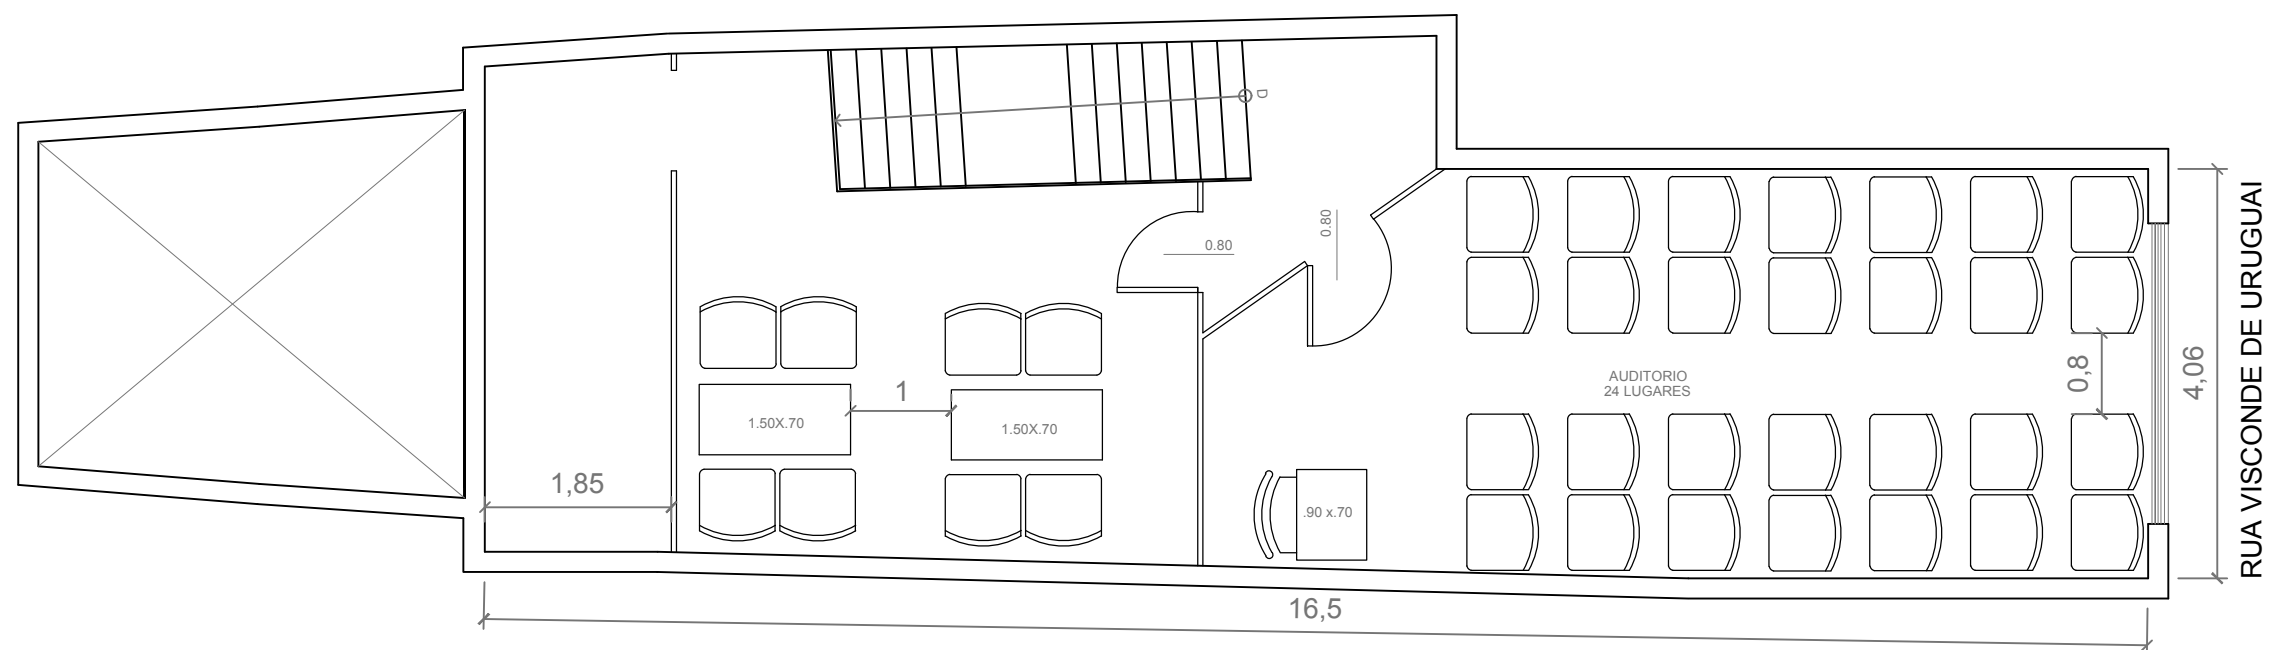 D
0.80
0.80
1
1.50X.70
1.50X.70
AUDITORIO
24 LUGARES
0,8
4,06
RUA VISCONDE DE URUGUAI
1,85
.90 x.70
16,5